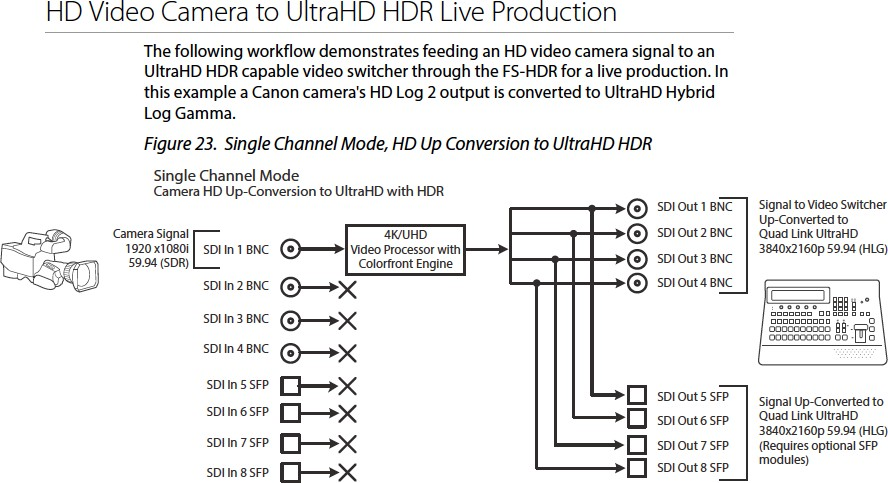 HD Video Camera to UltraHD HDR Live Production
The following workflow demonstrates feeding an HD video camera signal to an
UltraHD HDR capable video switcher through the FS-HDR for a live production. In
this example a Canon camera's HD Log 2 output is converted to UltraHD Hybrid
Log Gamma.
Figure 23. Single Channel Mode, HD Up Conversion to UltraHD HDR
Single Channel Mode
Camera HD Up-Conversion to UltraHD with HDR
Camera Signal
1920 x1080i
59.94 (SDR)
SDI In 1 BNC
SDI In 2 BNC
SDI In 3 BNC
SDI In 4 BNC
SDI In 5 SFP
SDI In 6 SFP
SDI In 7 SFP
SDI In 8 SFP
4K/UHD
Video Processor with
Colorfront Engine
SDI Out 1 BNC
SDI Out 2 BNC
SDI Out 3 BNC
SDI Out 4 BNC
Signal to Video Switcher
Up-Converted to
Quad Link UltraHD
3840x2160p 59.94 (HLG)
SDI Out 5 SFP
SDI Out 6 SFP
SDI Out 7 SFP
SDI Out 8 SFP
Signal Up-Converted to
Quad Link UltraHD
3840x2160p 59.94 (HLG)
(Requires optional SFP
modules)